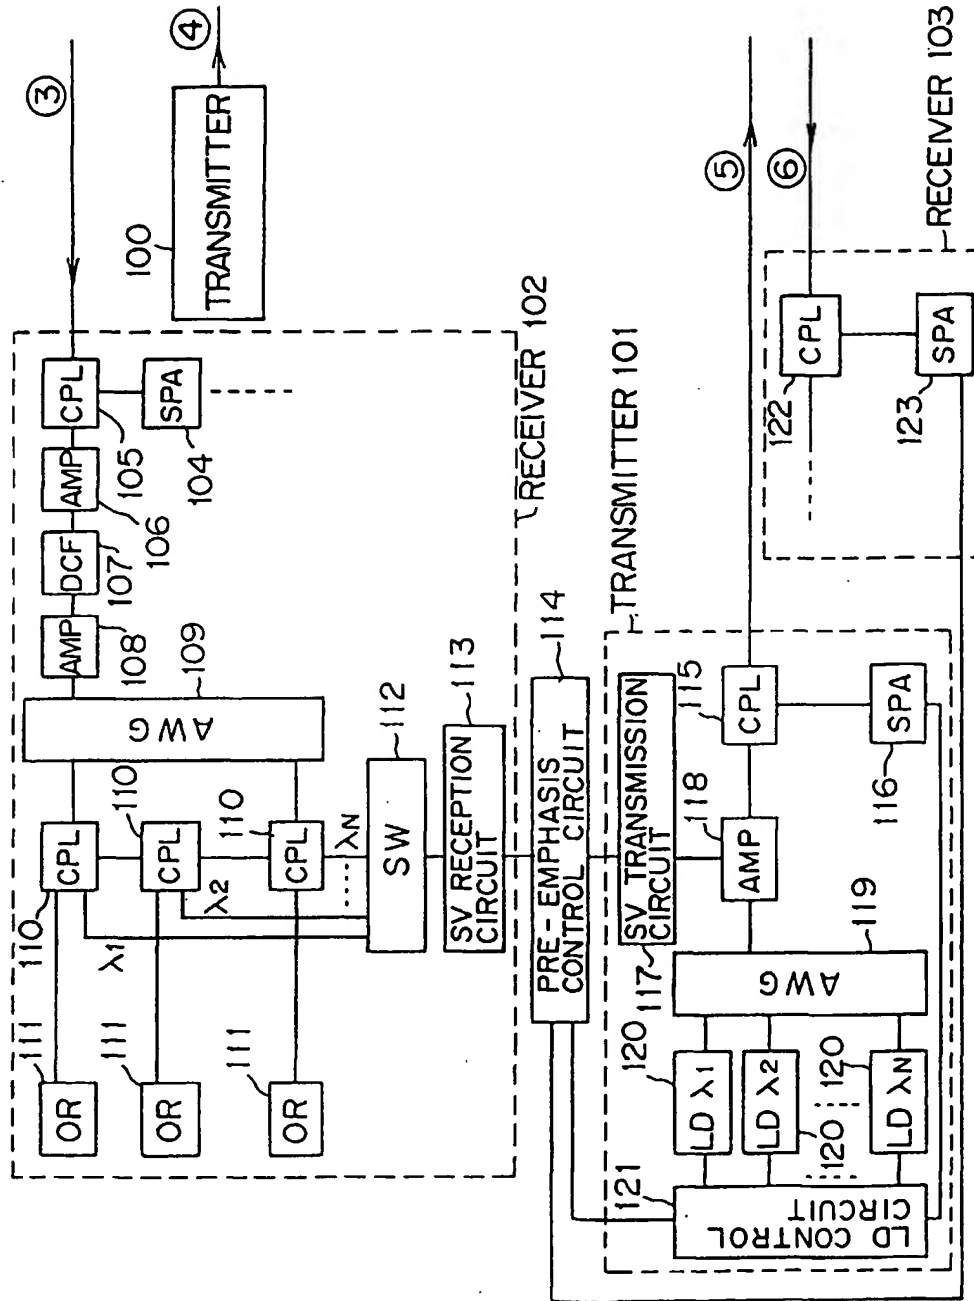 ③
④
100
TRANSMITTER
RECEIVER 102
CPL
105
SPA
104
AMP
106
DCF
107
AMP
108
AWG
109
CPL
110
CPL
110
CPL
110
λ1
λ2
λN
OR
111
OR
111
OR
111
SW
112
SV RECEPTION
CIRCUIT
113
PRE-EMPHASIS
CONTROL CIRCUIT
114
TRANSMITTER 101
SV TRANSMISSION
CIRCUIT
117
CPL
115
SPA
116
AMP
118
AWG
119
LD λ1
120
LD λ2
120
LD λN
120
LD CONTROL
CIRCUIT
121
⑤
⑥
RECEIVER 103
CPL
122
SPA
123